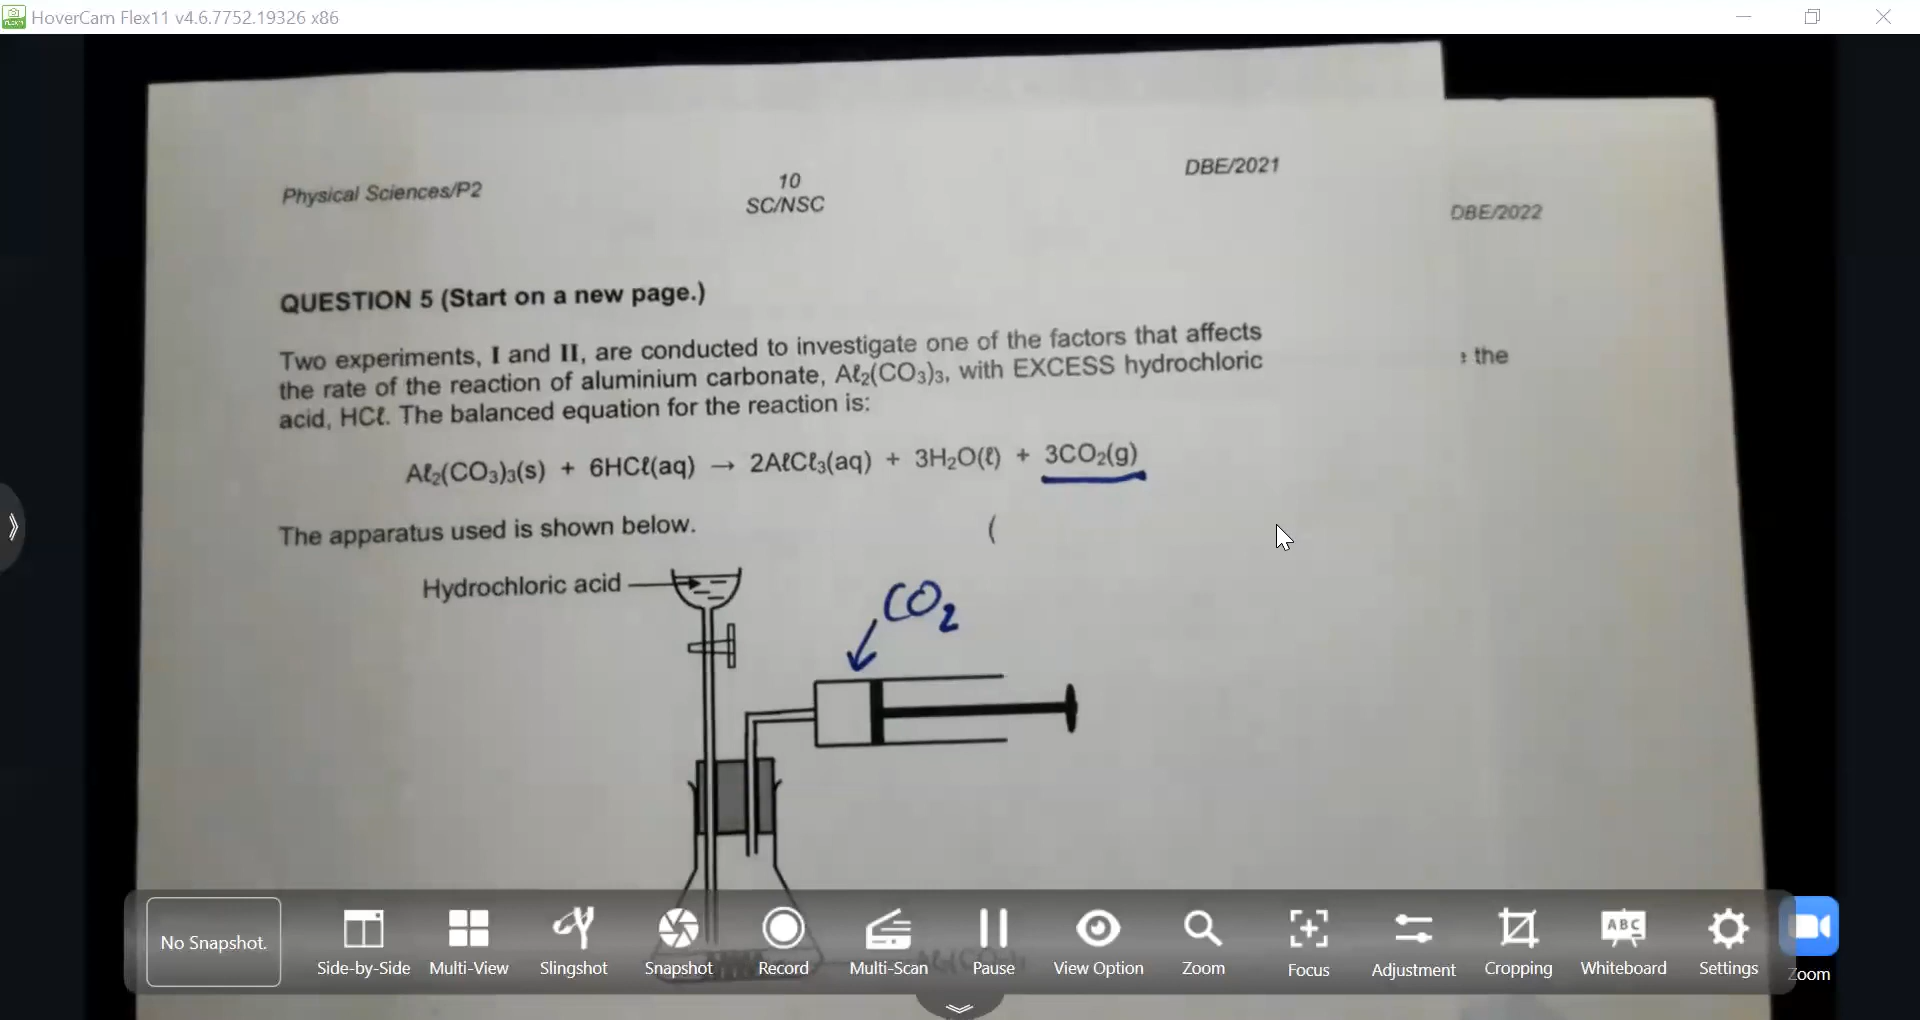 HoverCam Flex11 v4.6.7752.19326 x86
Physical Sciences/P2
10
SC/NSC
DBE/2021
DBE/2022
QUESTION 5 (Start on a new page.)
Two experiments, I and II, are conducted to investigate one of the factors that affects
the rate of the reaction of aluminium carbonate, Aℓ₂(CO₃)₃, with EXCESS hydrochloric
acid, HCℓ. The balanced equation for the reaction is:
the
Aℓ₂(CO₃)₃(s) + 6HCℓ(aq) → 2AℓCℓ₃(aq) + 3H₂O(ℓ) + 3CO₂(g)
The apparatus used is shown below.
(
Hydrochloric acid
CO₂
No Snapshot.
Side-by-Side
Multi-View
Slingshot
Snapshot
Record
Multi-Scan
Pause
View Option
Zoom
Focus
Adjustment
Cropping
ABC
Whiteboard
Settings
Zoom